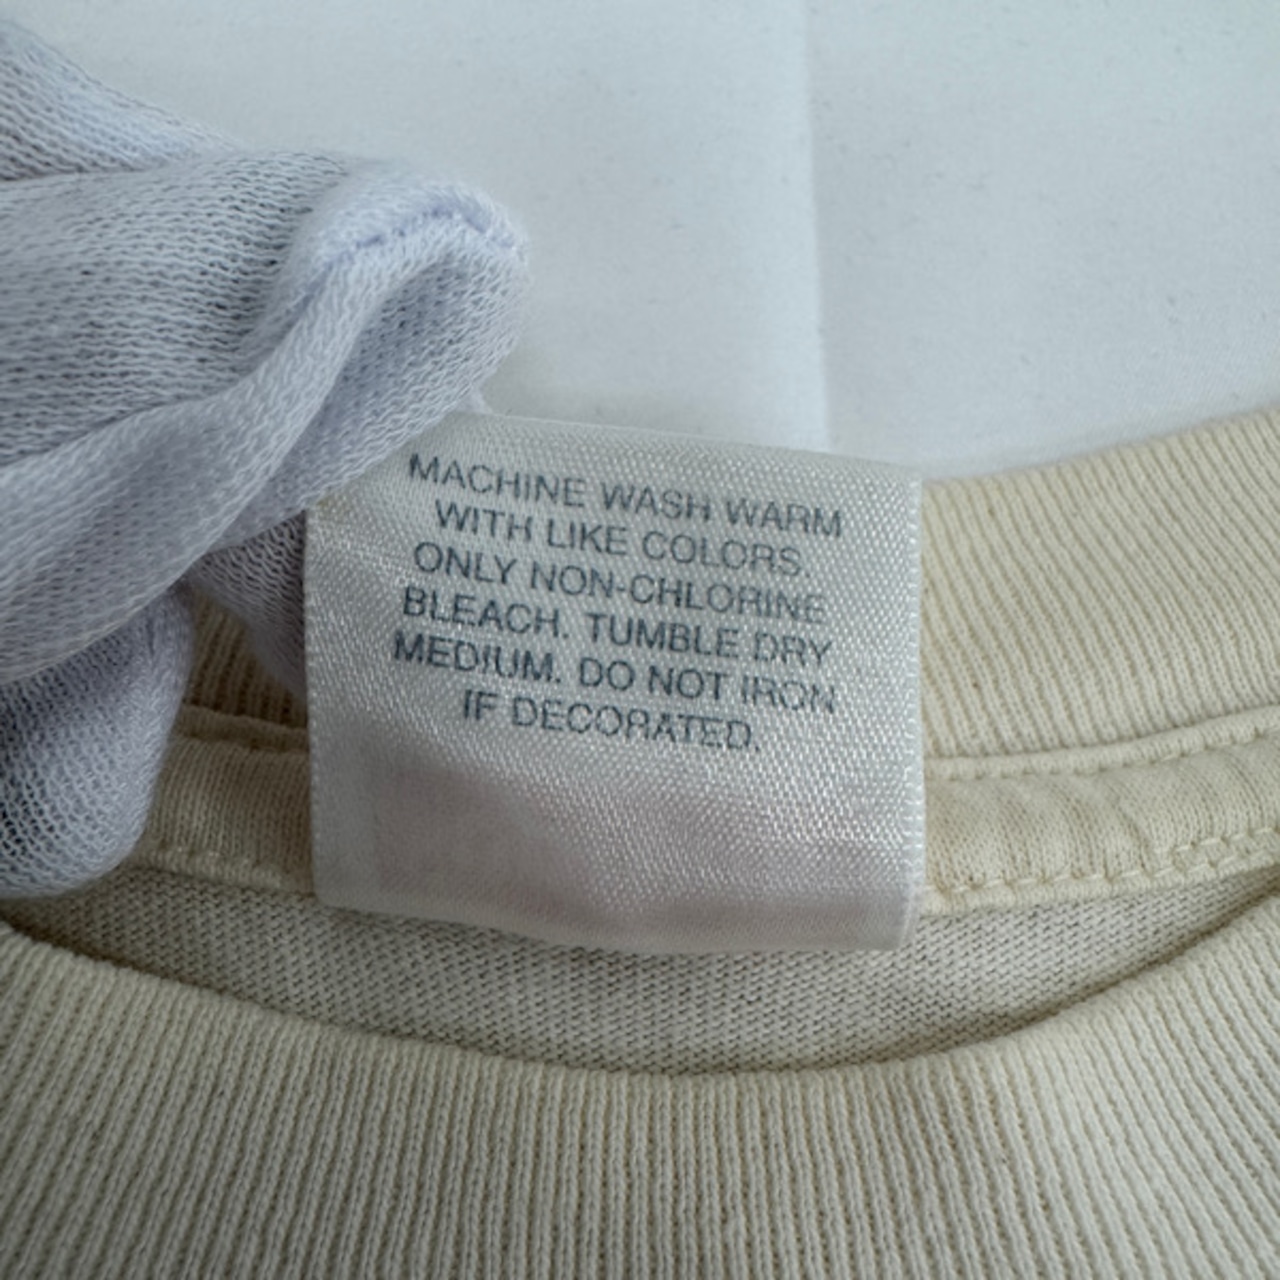 MACHINE WASH WARM
WITH LIKE COLORS.
ONLY NON-CHLORINE
BLEACH. TUMBLE DRY
MEDIUM. DO NOT IRON
IF DECORATED.